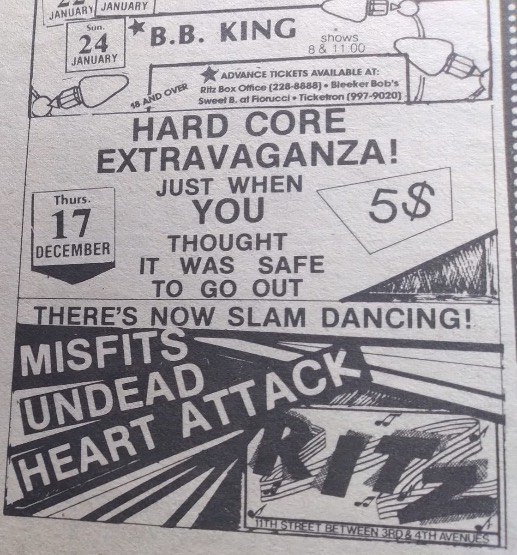 22
JANUARY JANUARY
Sun.
24
JANUARY
B.B. KING
shows
8 & 11:00
18 AND OVER
ADVANCE TICKETS AVAILABLE AT:
Ritz Box Office (228-8888) • Bleeker Bob's
Sweet B. at Fiorucci • Ticketron (997-9020)
HARD CORE
EXTRAVAGANZA!
Thurs.
17
DECEMBER
JUST WHEN
YOU
THOUGHT
IT WAS SAFE
TO GO OUT
5$
THERE'S NOW SLAM DANCING!
MISFITS
UNDEAD
HEART ATTACK
RITZ
11TH STREET BETWEEN 3RD & 4TH AVENUES